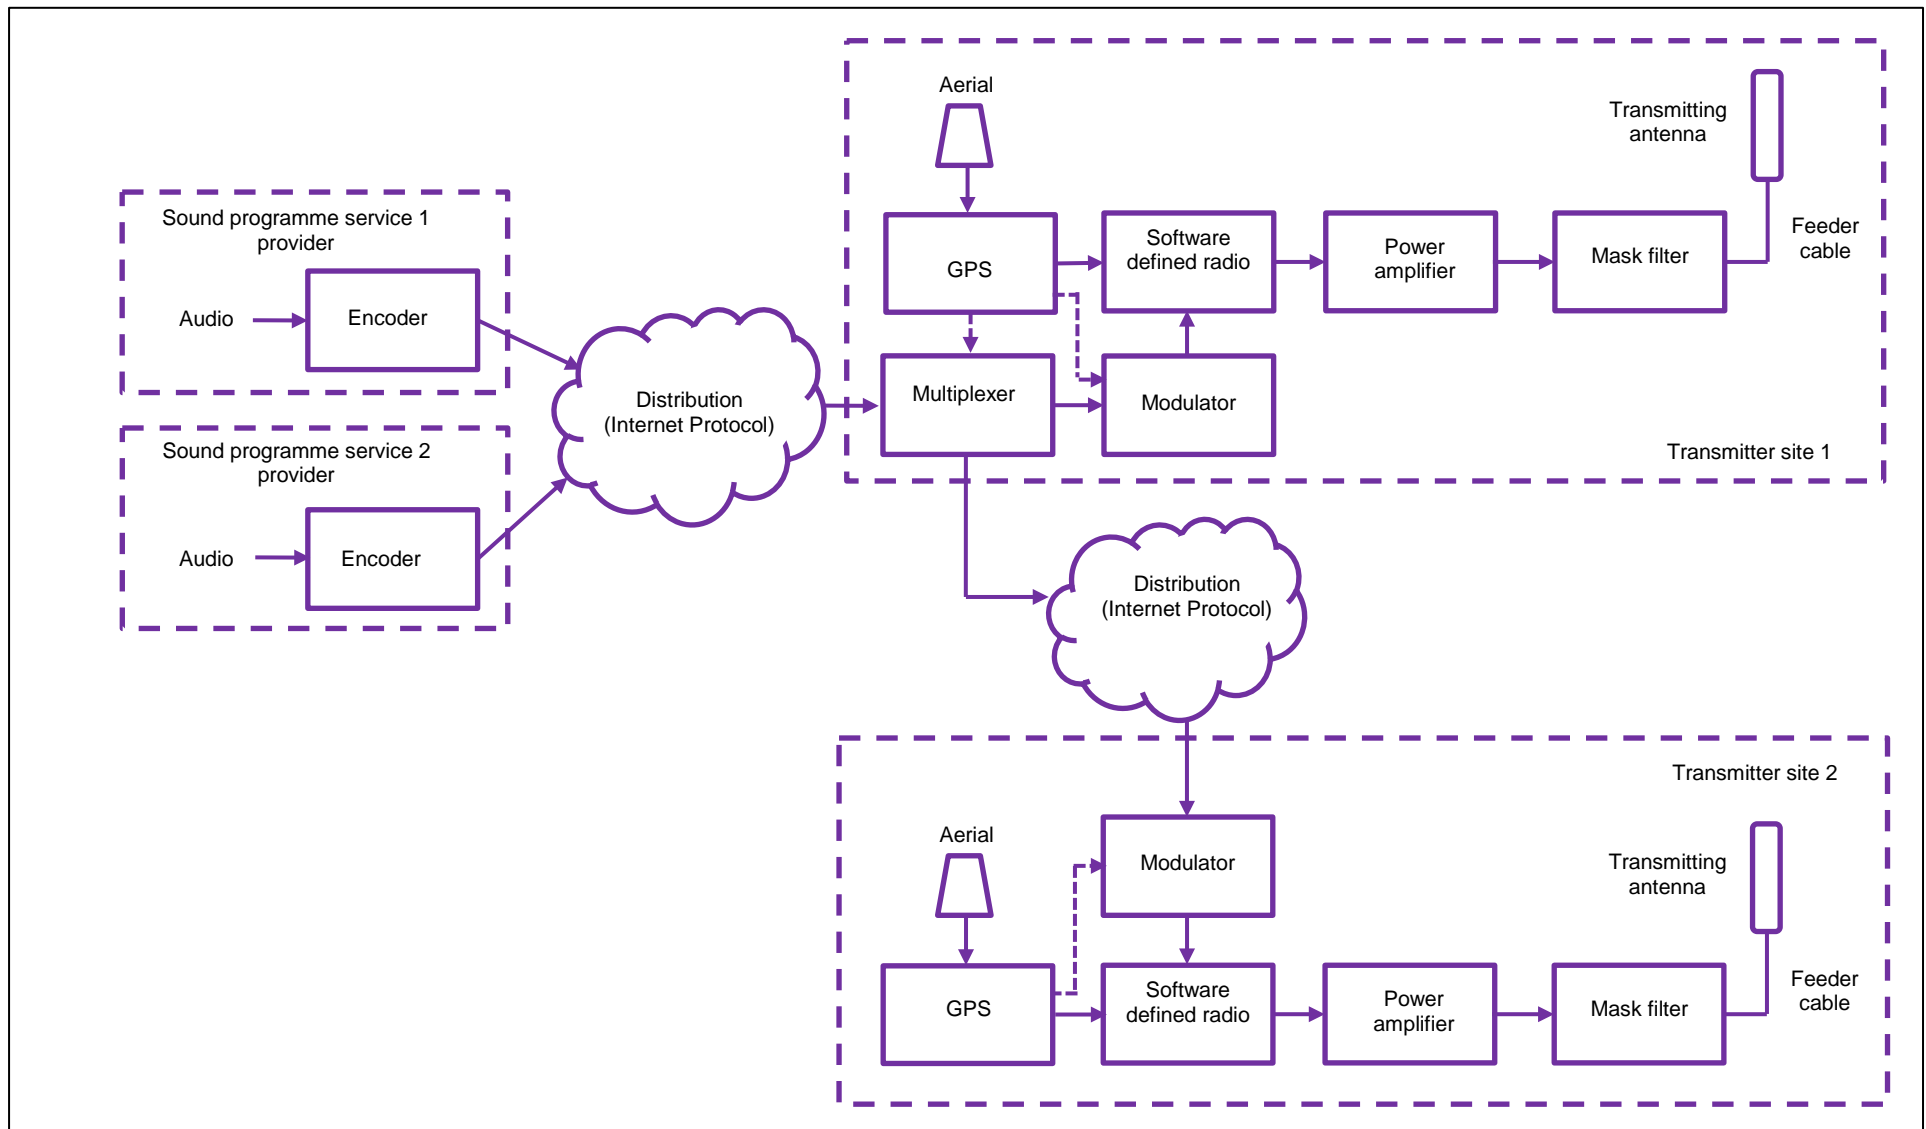 Sound programme service 1
provider
Audio
Encoder
Sound programme service 2
provider
Audio
Encoder
Distribution
(Internet Protocol)
Aerial
GPS
Software
defined radio
Power
amplifier
Mask filter
Transmitting
antenna
Feeder
cable
Multiplexer
Modulator
Transmitter site 1
Distribution
(Internet Protocol)
Transmitter site 2
Modulator
Aerial
GPS
Software
defined radio
Power
amplifier
Mask filter
Transmitting
antenna
Feeder
cable